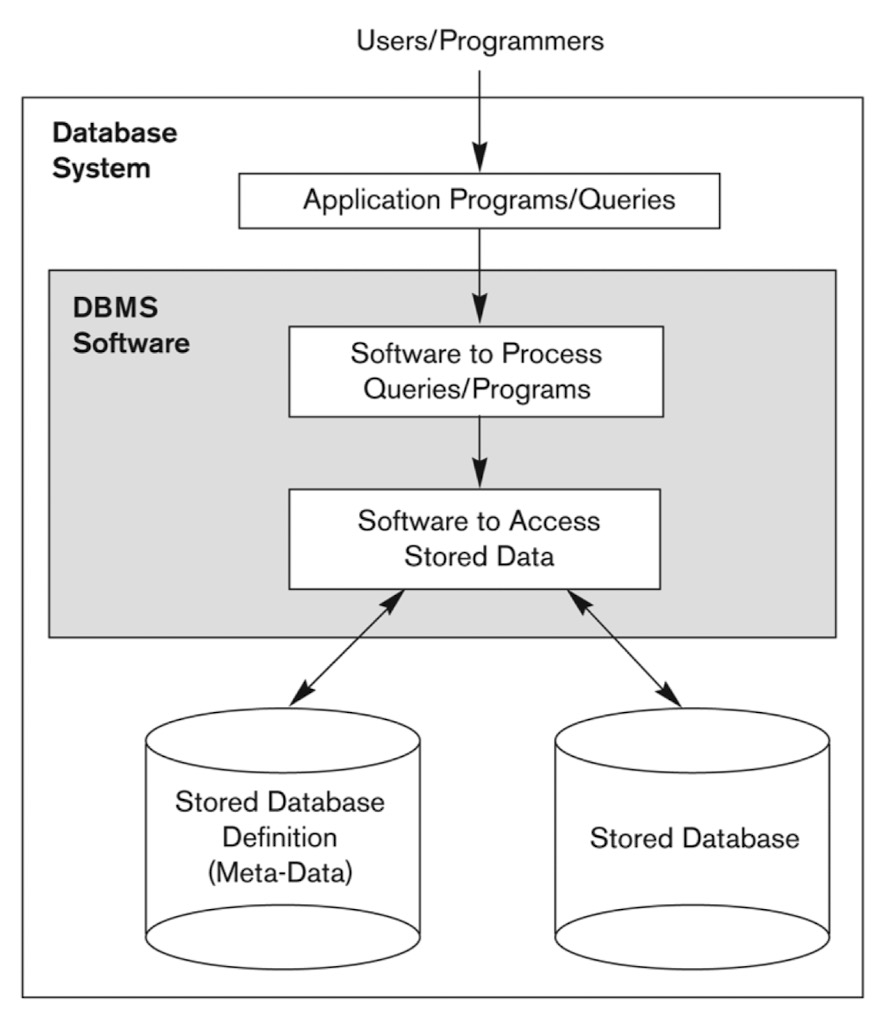 Users/Programmers
Database
System
Application Programs/Queries
DBMS
Software
Software to Process
Queries/Programs
Software to Access
Stored Data
Stored Database
Definition
(Meta-Data)
Stored Database